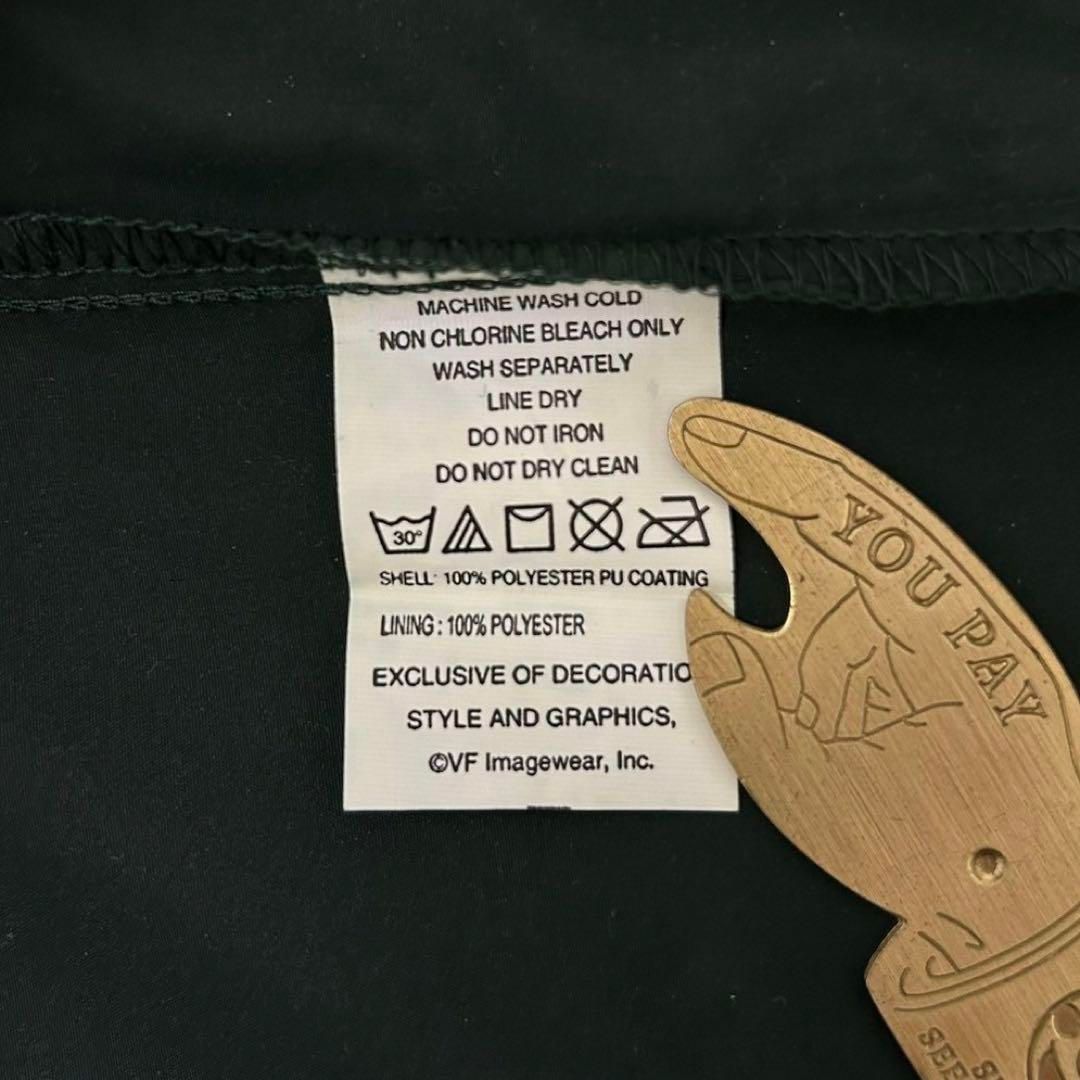 MACHINE WASH COLD
NON CHLORINE BLEACH ONLY
WASH SEPARATELY
LINE DRY
DO NOT IRON
DO NOT DRY CLEAN
30°
SHELL: 100% POLYESTER PU COATING
LINING : 100% POLYESTER
EXCLUSIVE OF DECORATIO
STYLE AND GRAPHICS,
©VF Imagewear, Inc.
YOU PAY